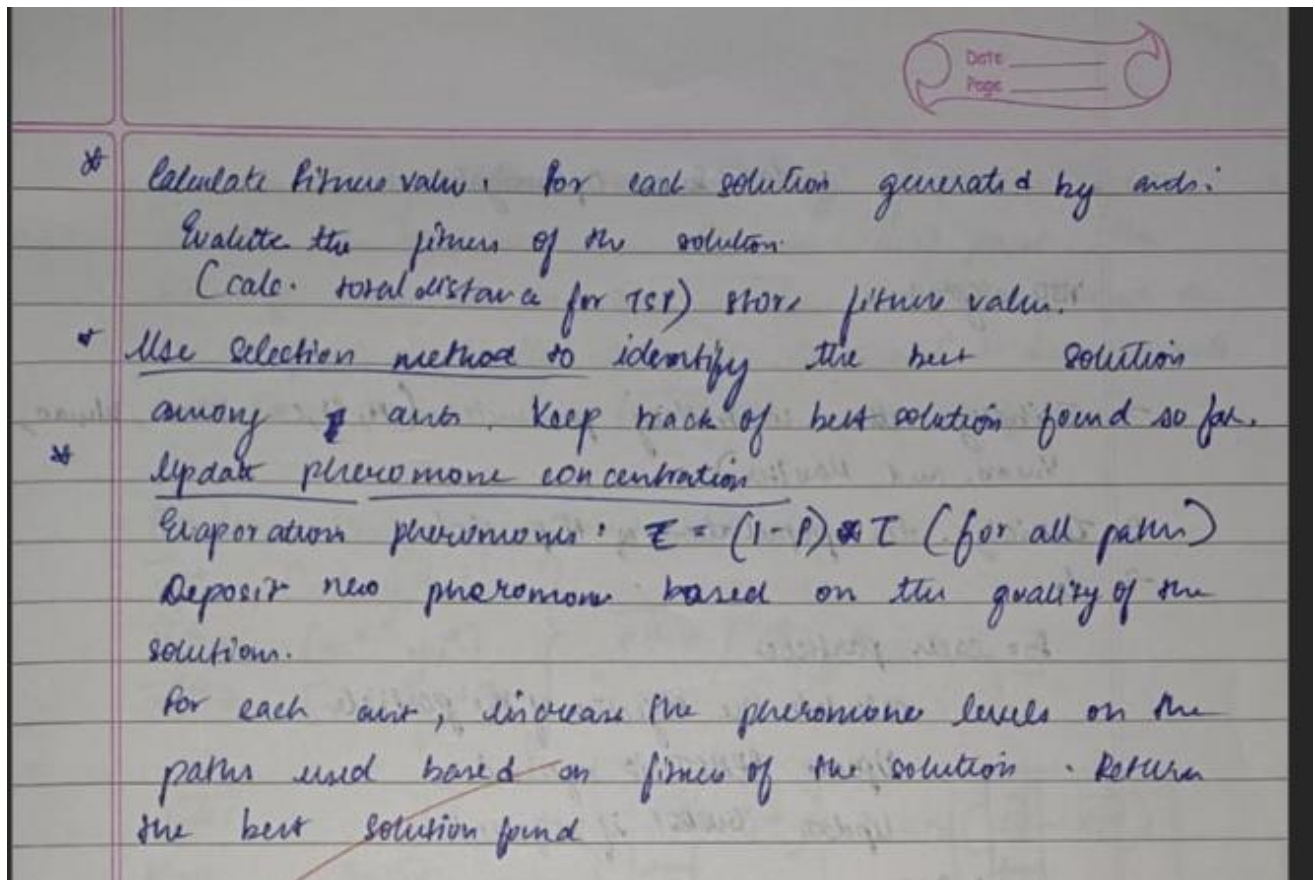 Date
Page
* Calculate fitness value. For each solution generated by ants:
Evaluate the fitness of the solution.
(calc. total distance for TSP) store fitness value.
* Use Selection method to identify the best solution
among ants. Keep track of best solution found so far.
* Update pheromone concentration
Evaporation pheromones: τ = (1-ρ) * τ (for all paths)
Deposit new pheromone based on the quality of the
solutions.
For each ant, increase the pheromone levels on the
paths used based on fitness of the solution. Return
the best solution found